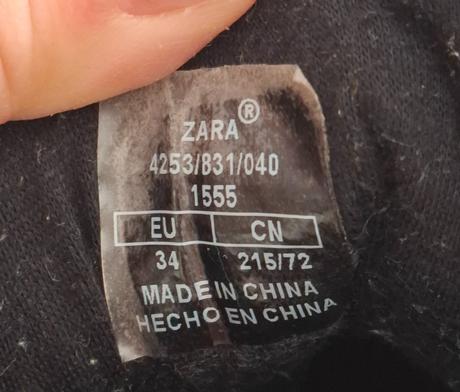 ZARA®
4253/831/040
1555
EU CN
34 215/72
MADE IN CHINA
HECHO EN CHINA